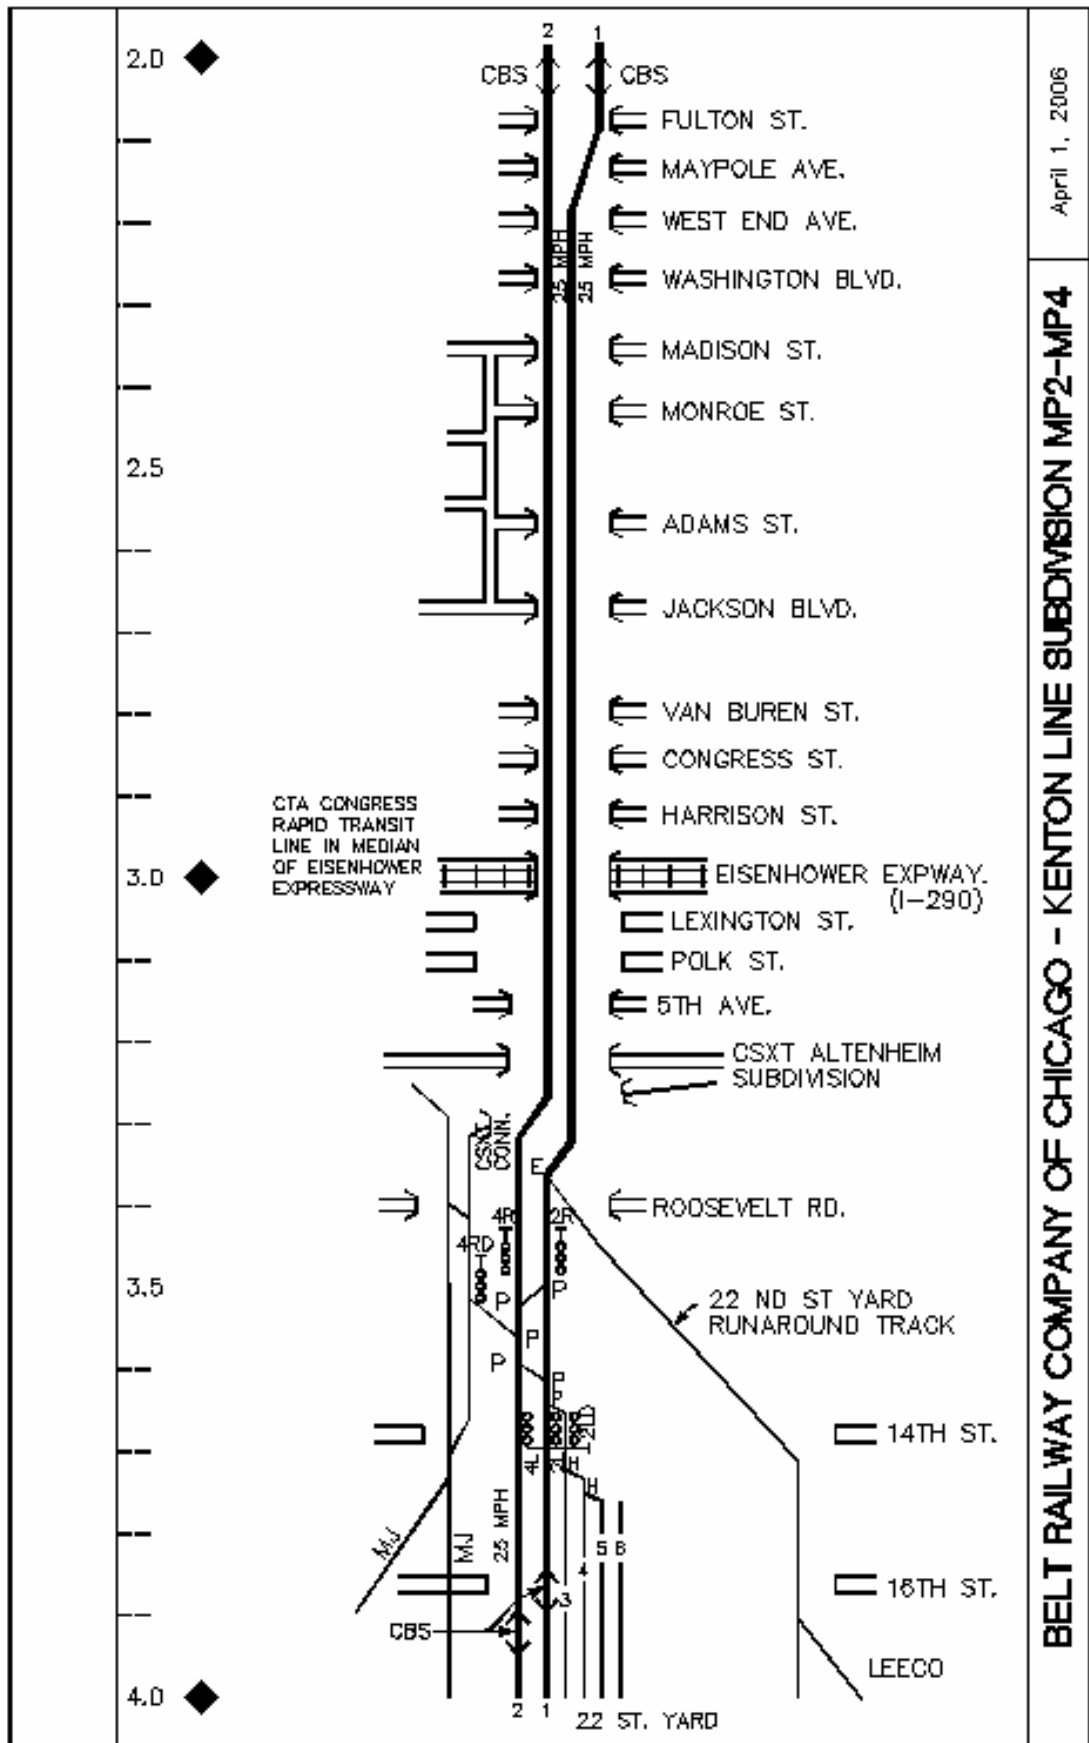 2 1
2.0
CBS CBS
FULTON ST.
MAYPOLE AVE.
WEST END AVE.
25 MPH
25 MPH
WASHINGTON BLVD.
MADISON ST.
MONROE ST.
2.5
ADAMS ST.
JACKSON BLVD.
VAN BUREN ST.
CONGRESS ST.
HARRISON ST.
CTA CONGRESS
RAPID TRANSIT
LINE IN MEDIAN
OF EISENHOWER
EXPRESSWAY
3.0
EISENHOWER EXPWAY.
(I-290)
LEXINGTON ST.
POLK ST.
5TH AVE.
CSXT ALTENHEIM
SUBDIVISION
CSXT
CONN.
E
ROOSEVELT RD.
4R 2R
4RD
3.5
P P
22 ND ST YARD
RUNAROUND TRACK
P
P P
P
2LD
14TH ST.
4L 2L H
H
25 MPH
MJ MJ
5 6
4
3
16TH ST.
CBS
LEECO
4.0
2 1
22 ST. YARD
April 1, 2006
BELT RAILWAY COMPANY OF CHICAGO - KENTON LINE SUBDIVISION MP2-MP4